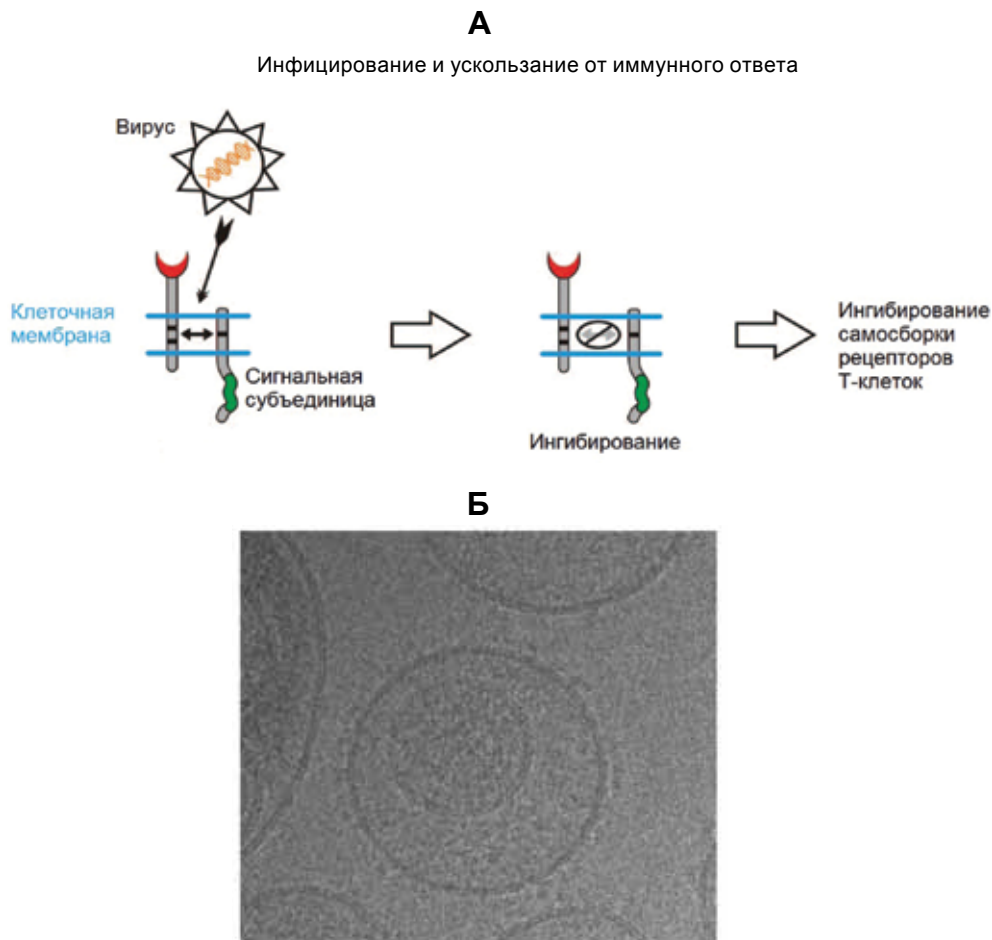 А
Инфицирование и ускользание от иммунного ответа
Вирус
Клеточная
мембрана
Сигнальная
субъединица
Ингибирование
Ингибирование
самосборки
рецепторов
Т-клеток
Б